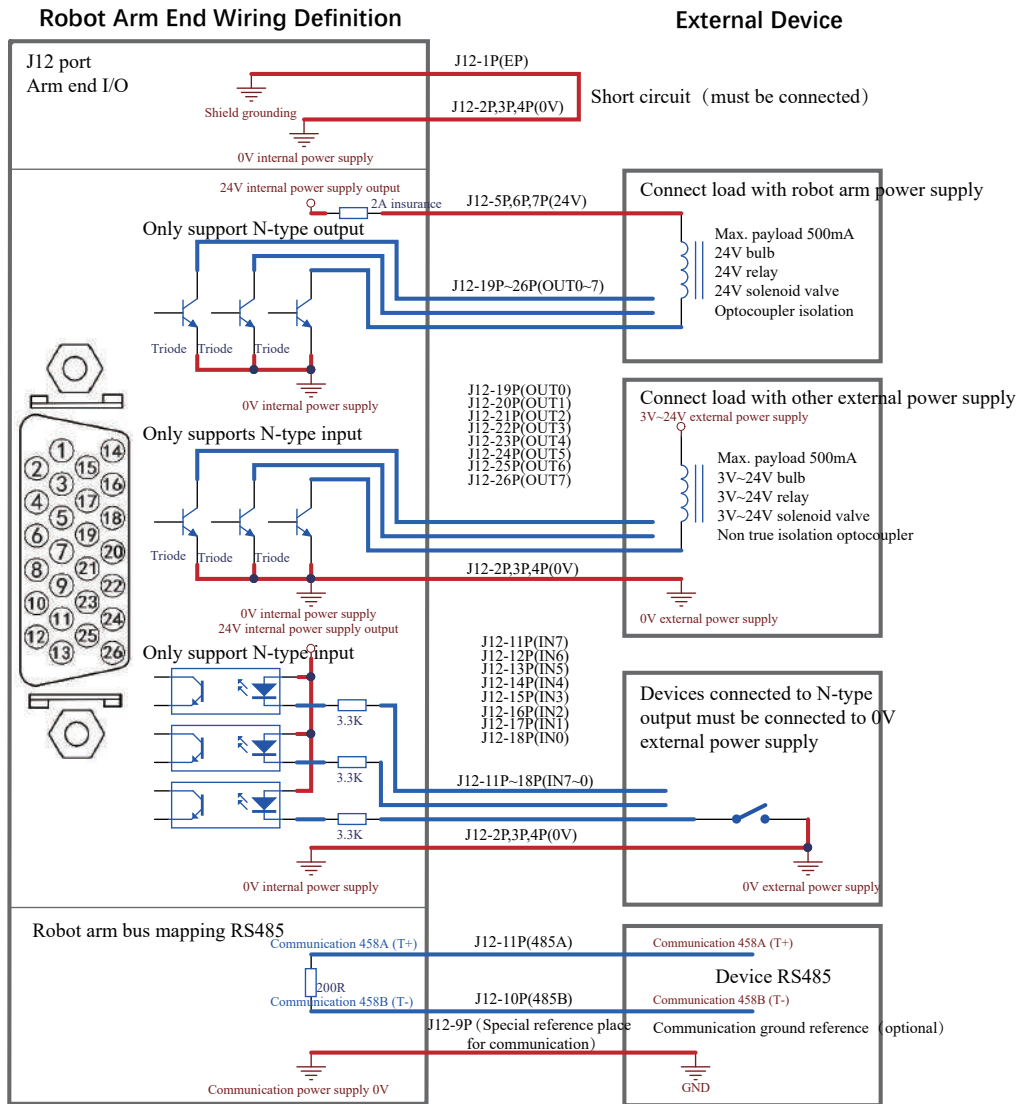 Robot Arm End Wiring Definition
External Device
J12 port
Arm end I/O
J12-1P(EP)
Shield grounding
J12-2P,3P,4P(0V)
0V internal power supply
Short circuit（must be connected）
24V internal power supply output
2A insurance
J12-5P,6P,7P(24V)
Only support N-type output
J12-19P~26P(OUT0~7)
Triode
Triode
Triode
0V internal power supply
Connect load with robot arm power supply
Max. payload 500mA
24V bulb
24V relay
24V solenoid valve
Optocoupler isolation
J12-19P(OUT0)
J12-20P(OUT1)
J12-21P(OUT2)
J12-22P(OUT3)
J12-23P(OUT4)
J12-24P(OUT5)
J12-25P(OUT6)
J12-26P(OUT7)
Only supports N-type input
Triode
Triode
Triode
J12-2P,3P,4P(0V)
0V internal power supply
Connect load with other external power supply
3V~24V external power supply
Max. payload 500mA
3V~24V bulb
3V~24V relay
3V~24V solenoid valve
Non true isolation optocoupler
0V external power supply
1
14
2
15
3
16
4
17
5
18
6
19
7
20
8
21
9
22
10
23
11
24
12
25
13
26
24V internal power supply output
Only support N-type input
3.3K
3.3K
3.3K
J12-11P(IN7)
J12-12P(IN6)
J12-13P(IN5)
J12-14P(IN4)
J12-15P(IN3)
J12-16P(IN2)
J12-17P(IN1)
J12-18P(IN0)
J12-11P~18P(IN7~0)
J12-2P,3P,4P(0V)
0V internal power supply
Devices connected to N-type
output must be connected to 0V
external power supply
0V external power supply
Robot arm bus mapping RS485
Communication 458A (T+)
J12-11P(485A)
Communication 458A (T+)
200R
Device RS485
Communication 458B (T-)
J12-10P(485B)
Communication 458B (T-)
J12-9P（Special reference place
for communication）
Communication ground reference（optional）
Communication power supply 0V
GND